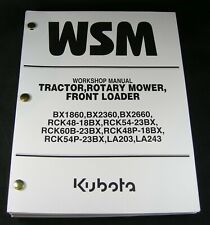 WSM
WORKSHOP MANUAL
TRACTOR,ROTARY MOWER,
FRONT LOADER
BX1860,BX2360,BX2660,
RCK48-18BX,RCK54-23BX,
RCK60B-23BX,RCK48P-18BX,
RCK54P-23BX,LA203,LA243
Kubota